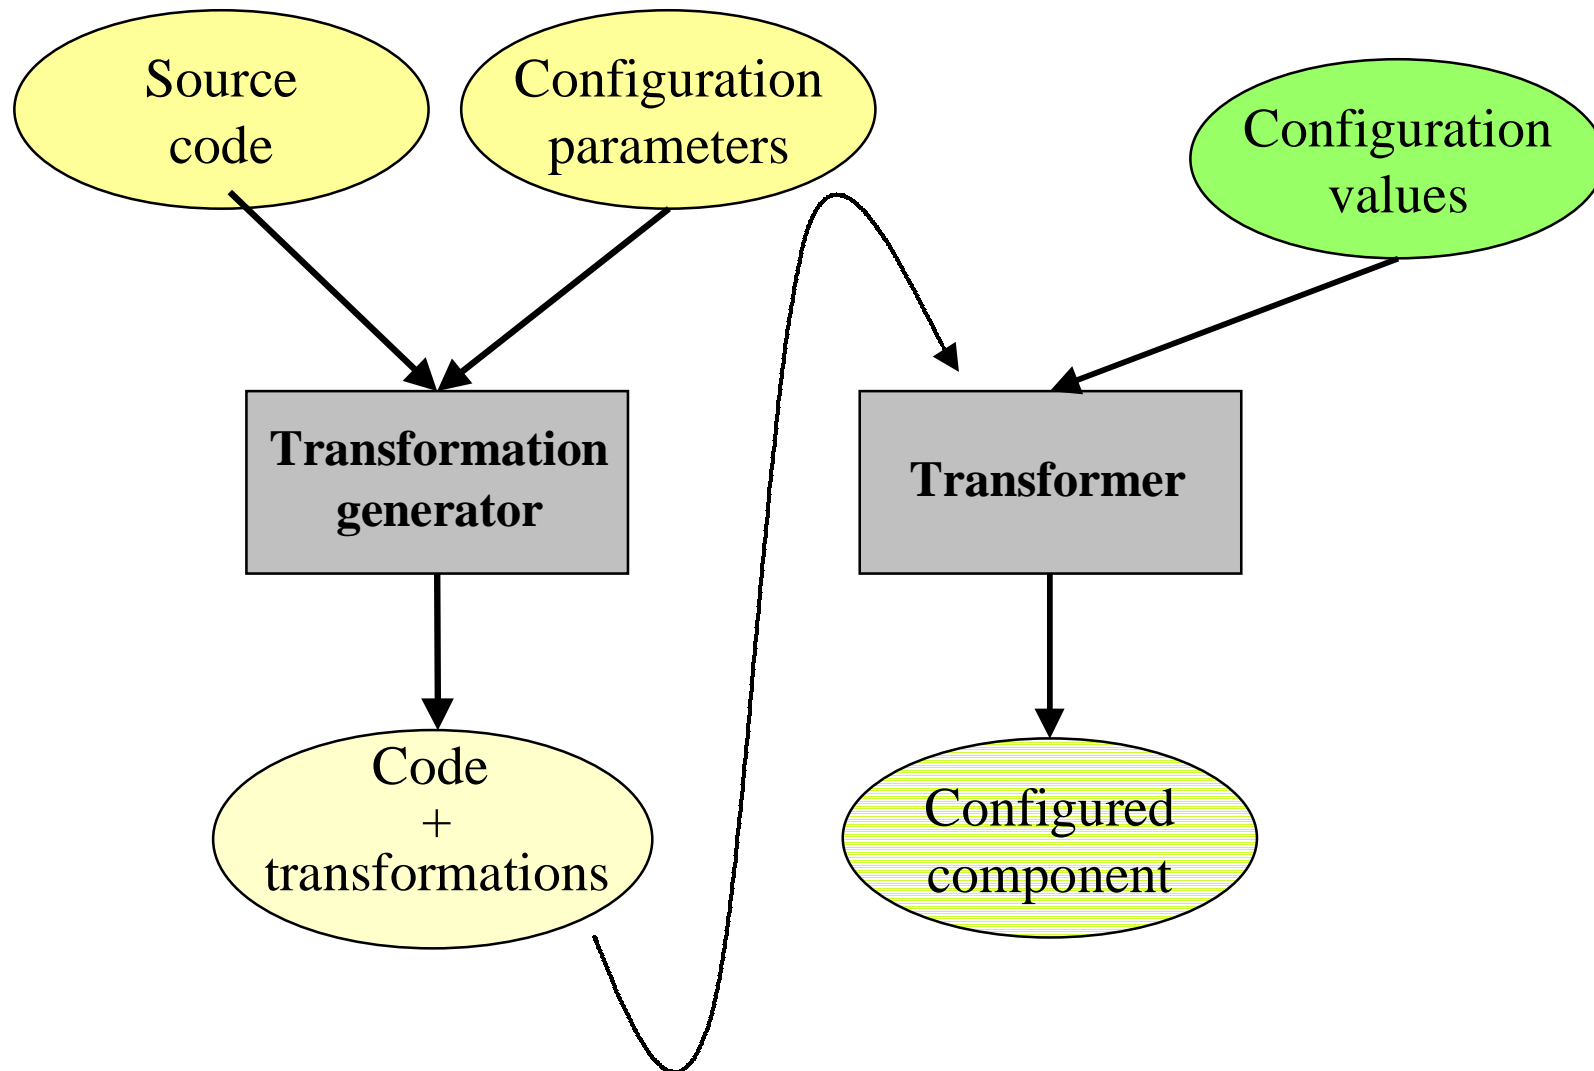 Source
code
Configuration
parameters
Configuration
values
Transformation
generator
Transformer
Code
+
transformations
Configured
component